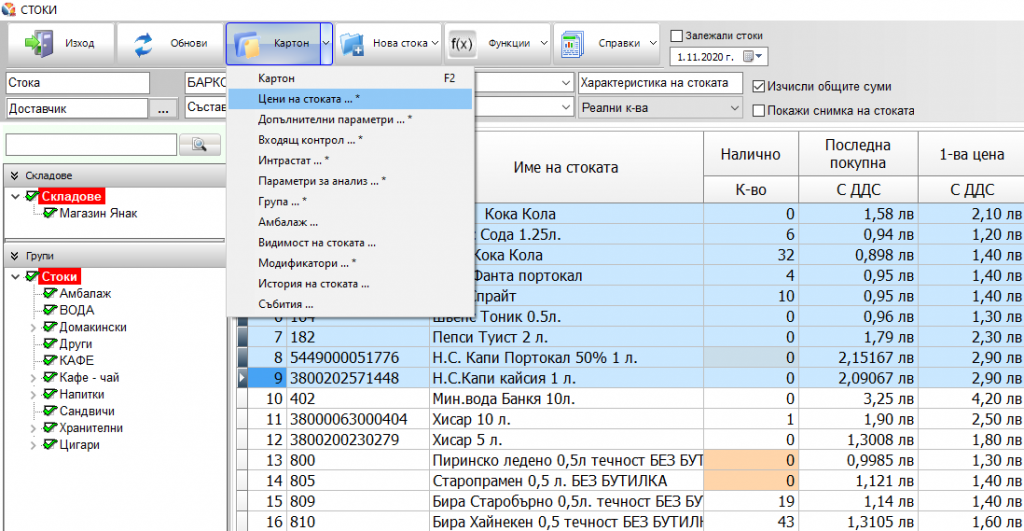 СТОКИ
Изход
Обнови
Картон
Нова стока
f(x) Функции
Справки
Залежали стоки
1.11.2020 г.
Стока
БАРКО
Характеристика на стоката
Изчисли общите суми
Доставчик ...
Състав
Реални к-ва
Покажи снимка на стоката
Картон F2
Цени на стоката ... *
Допълнителни параметри ... *
Входящ контрол ... *
Интрастат ... *
Параметри за анализ ... *
Група ... *
Амбалаж ...
Видимост на стоката ...
Модификатори ... *
История на стоката ...
Събития ...
Складове
Складове
Магазин Янак
Групи
Стоки
Амбалаж
ВОДА
Домакински
Други
КАФЕ
Кафе - чай
Напитки
Сандвичи
Хранителни
Цигари
Име на стоката Налично Последна покупна 1-ва цена
К-во С ДДС С ДДС
Кока Кола 0 1,58 лв 2,10 лв
Сода 1.25л. 6 0,94 лв 1,20 лв
Кока Кола 32 0,898 лв 1,40 лв
Фанта портокал 4 0,95 лв 1,40 лв
Спрайт 10 0,95 лв 1,40 лв
6 164 Швепс Тоник 0.5л. 0 0,96 лв 1,30 лв
7 182 Пепси Туист 2 л. 0 1,79 лв 2,30 лв
8 5449000051776 Н.С. Капи Портокал 50% 1 л. 0 2,15167 лв 2,90 лв
9 3800202571448 Н.С.Капи кайсия 1 л. 0 2,09067 лв 2,90 лв
10 402 Мин.вода Банкя 10л. 0 3,25 лв 4,20 лв
11 38000063000404 Хисар 10 л. 1 1,90 лв 2,50 лв
12 3800200230279 Хисар 5 л. 0 1,3008 лв 1,80 лв
13 800 Пиринско ледено 0,5л течност БЕЗ БУТ 0 0,9985 лв 1,30 лв
14 805 Старопрамен 0,5 л. БЕЗ БУТИЛКА 0 1,121 лв 1,40 лв
15 809 Бира Старобърно 0,5л. течност БЕЗ БУТ 19 1,14 лв 1,40 лв
16 810 Бира Хайнекен 0,5 течност БЕЗ БУТИЛ 43 1,3105 лв 1,60 лв